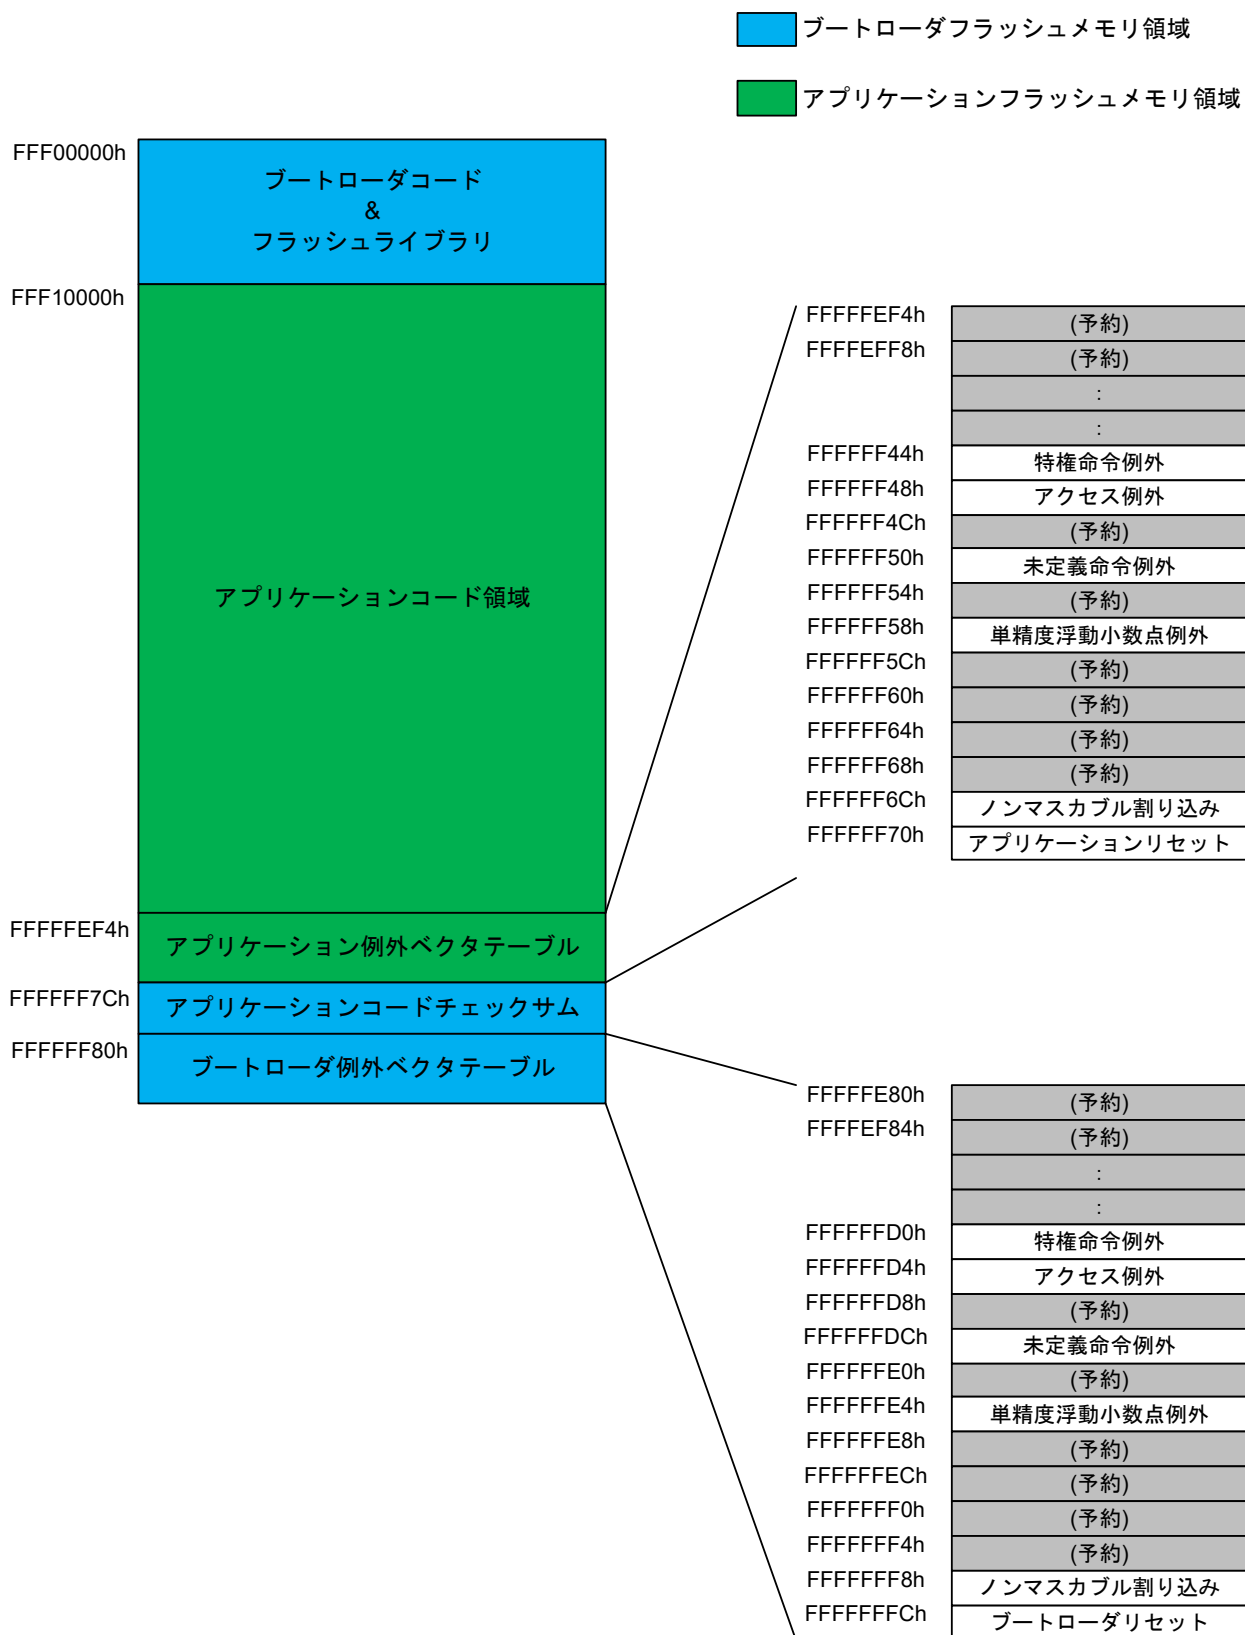 ブートローダフラッシュメモリ領域
アプリケーションフラッシュメモリ領域
FFF00000h
ブートローダコード
&
フラッシュライブラリ
FFF10000h
アプリケーションコード領域
FFFFFEF4h
アプリケーション例外ベクタテーブル
FFFFFF7Ch
アプリケーションコードチェックサム
FFFFFF80h
ブートローダ例外ベクタテーブル
FFFFFEF4h (予約)
FFFFEFF8h (予約)
:
:
FFFFFF44h 特権命令例外
FFFFFF48h アクセス例外
FFFFFF4Ch (予約)
FFFFFF50h 未定義命令例外
FFFFFF54h (予約)
FFFFFF58h 単精度浮動小数点例外
FFFFFF5Ch (予約)
FFFFFF60h (予約)
FFFFFF64h (予約)
FFFFFF68h (予約)
FFFFFF6Ch ノンマスカブル割り込み
FFFFFF70h アプリケーションリセット
FFFFFE80h (予約)
FFFFEF84h (予約)
:
:
FFFFFFD0h 特権命令例外
FFFFFFD4h アクセス例外
FFFFFFD8h (予約)
FFFFFFDCh 未定義命令例外
FFFFFFE0h (予約)
FFFFFFE4h 単精度浮動小数点例外
FFFFFFE8h (予約)
FFFFFFECh (予約)
FFFFFFF0h (予約)
FFFFFFF4h (予約)
FFFFFFF8h ノンマスカブル割り込み
FFFFFFFCh ブートローダリセット